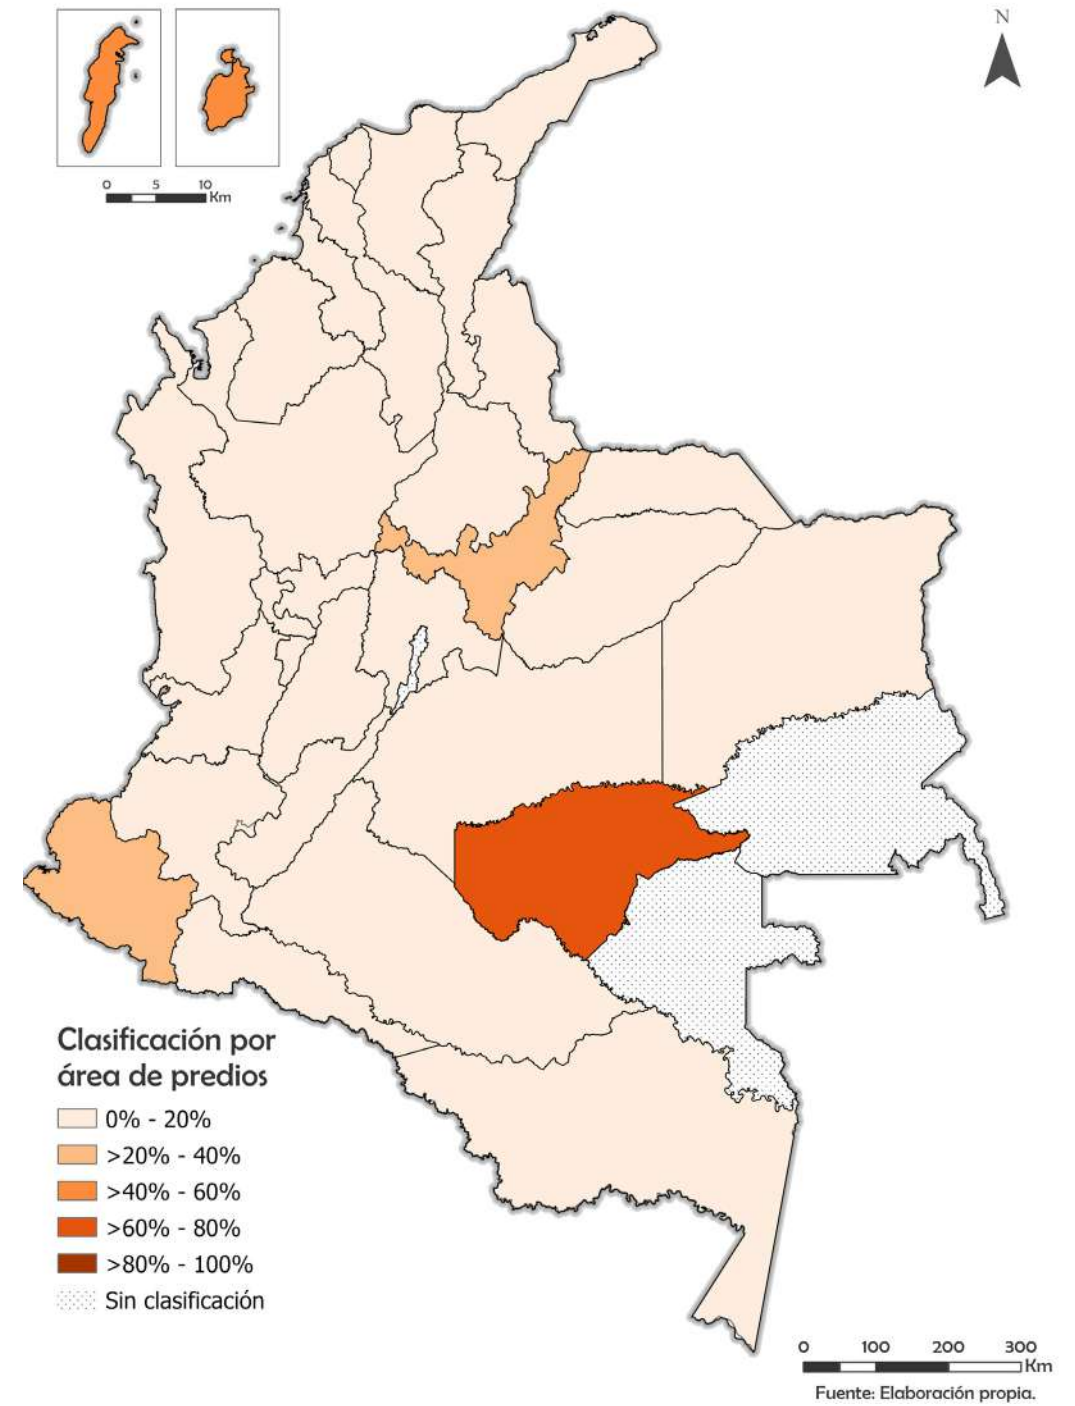 N
0 5 10
Km
Clasificación por
área de predios
0% - 20%
>20% - 40%
>40% - 60%
>60% - 80%
>80% - 100%
Sin clasificación
0 100 200 300
Km
Fuente: Elaboración propia.